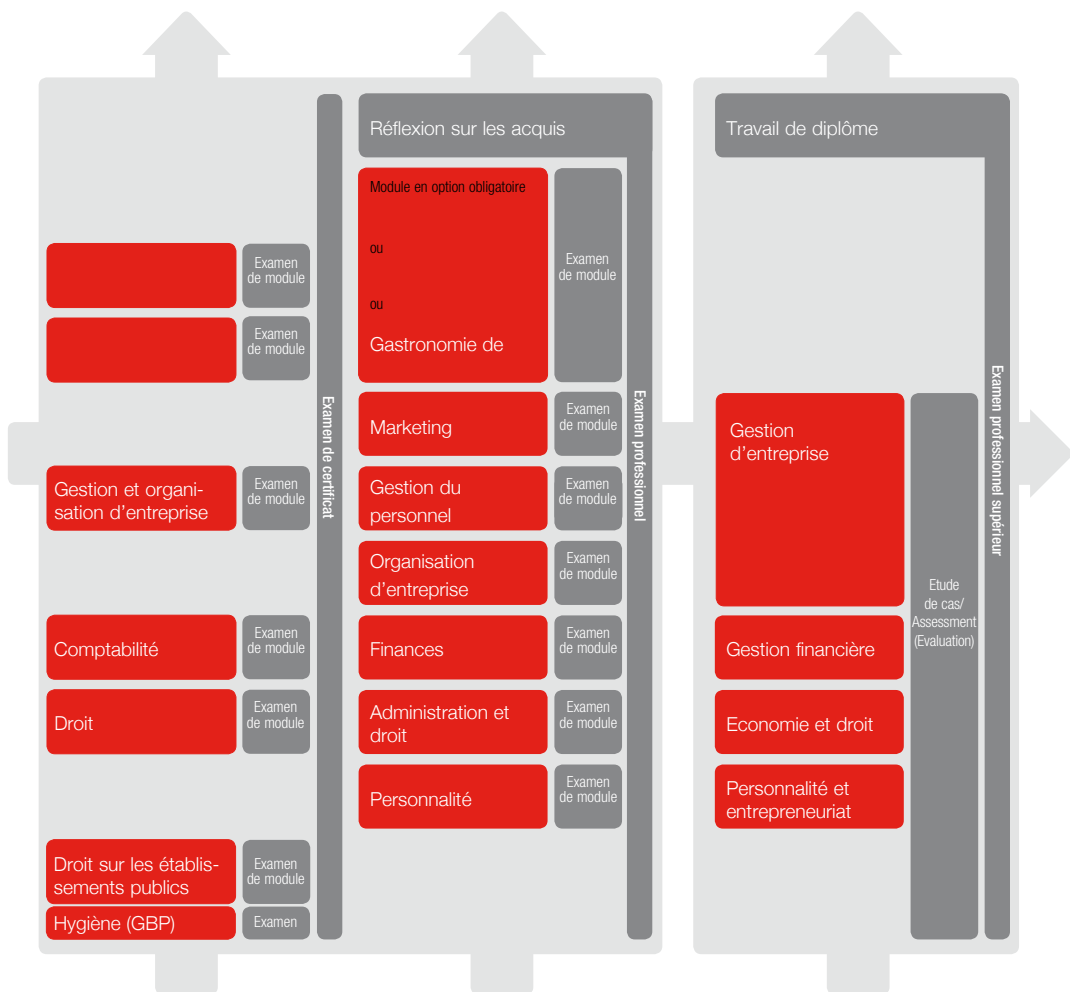 Examen
de module
Examen
de module
Gestion et organi-
sation d'entreprise
Examen
de module
Comptabilité
Examen
de module
Droit
Examen
de module
Droit sur les établis-
sements publics
Examen
de module
Hygiène (GBP)
Examen
Examen de certificat
Réflexion sur les acquis
Module en option obligatoire
ou
ou
Gastronomie de
Examen
de module
Marketing
Examen
de module
Gestion du
personnel
Examen
de module
Organisation
d'entreprise
Examen
de module
Finances
Examen
de module
Administration et
droit
Examen
de module
Personnalité
Examen
de module
Examen professionnel
Travail de diplôme
Gestion
d'entreprise
Gestion financière
Economie et droit
Personnalité et
entrepreneuriat
Etude
de cas/
Assessment
(Evaluation)
Examen professionnel supérieur